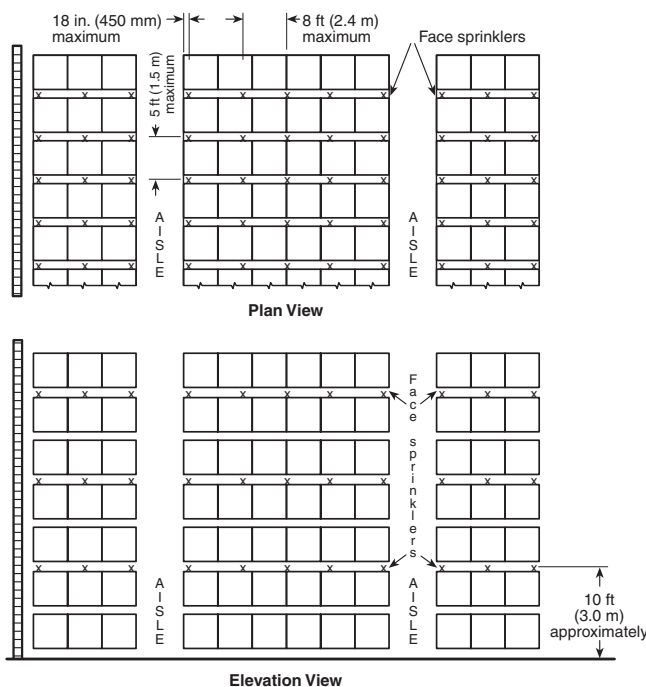 18 in. (450 mm)
maximum
8 ft (2.4 m)
maximum
Face sprinklers
5 ft (1.5 m)
maximum
x x x x x x x x x x x
x x x x x x x x x x x
x x x x x x x x x x x
x x x x x x x x x x x
AISLE
AISLE
x x x x x x x x x x x
Plan View
Face sprinklers
x x x x x x x x x x x
x x x x x x x x x x x
x x x x x x x x x x x
AISLE
AISLE
10 ft
(3.0 m)
approximately
Elevation View